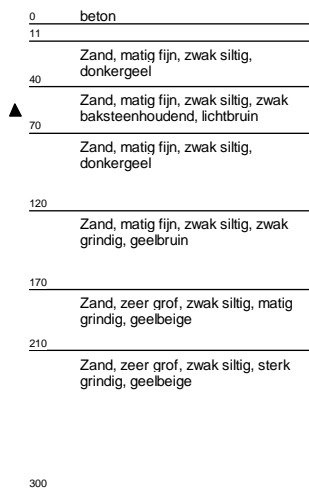 0 beton
11
Zand, matig fijn, zwak siltig,
donkergeel
40
Zand, matig fijn, zwak siltig, zwak
baksteenhoudend, lichtbruin
70
Zand, matig fijn, zwak siltig,
donkergeel
120
Zand, matig fijn, zwak siltig, zwak
grindig, geelbruin
170
Zand, zeer grof, zwak siltig, matig
grindig, geelbeige
210
Zand, zeer grof, zwak siltig, sterk
grindig, geelbeige
300